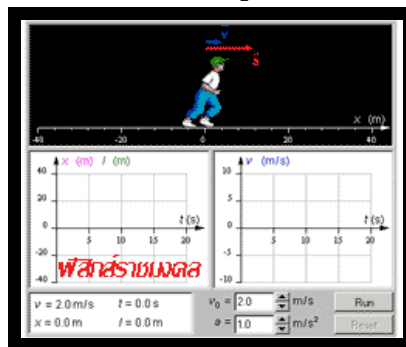 v
a
x (m)
-40 -20 0 20 40
x (m) l (m)
40
20
0
-20
-40
t (s)
5 10 15 20
ฟิสิกส์ราชมงคล
v (m/s)
10
5
0
-5
-10
t (s)
5 10 15 20
v = 2.0 m/s t = 0.0 s
x = 0.0 m l = 0.0 m
v0 = 2.0 m/s Run
a = 1.0 m/s² Reset